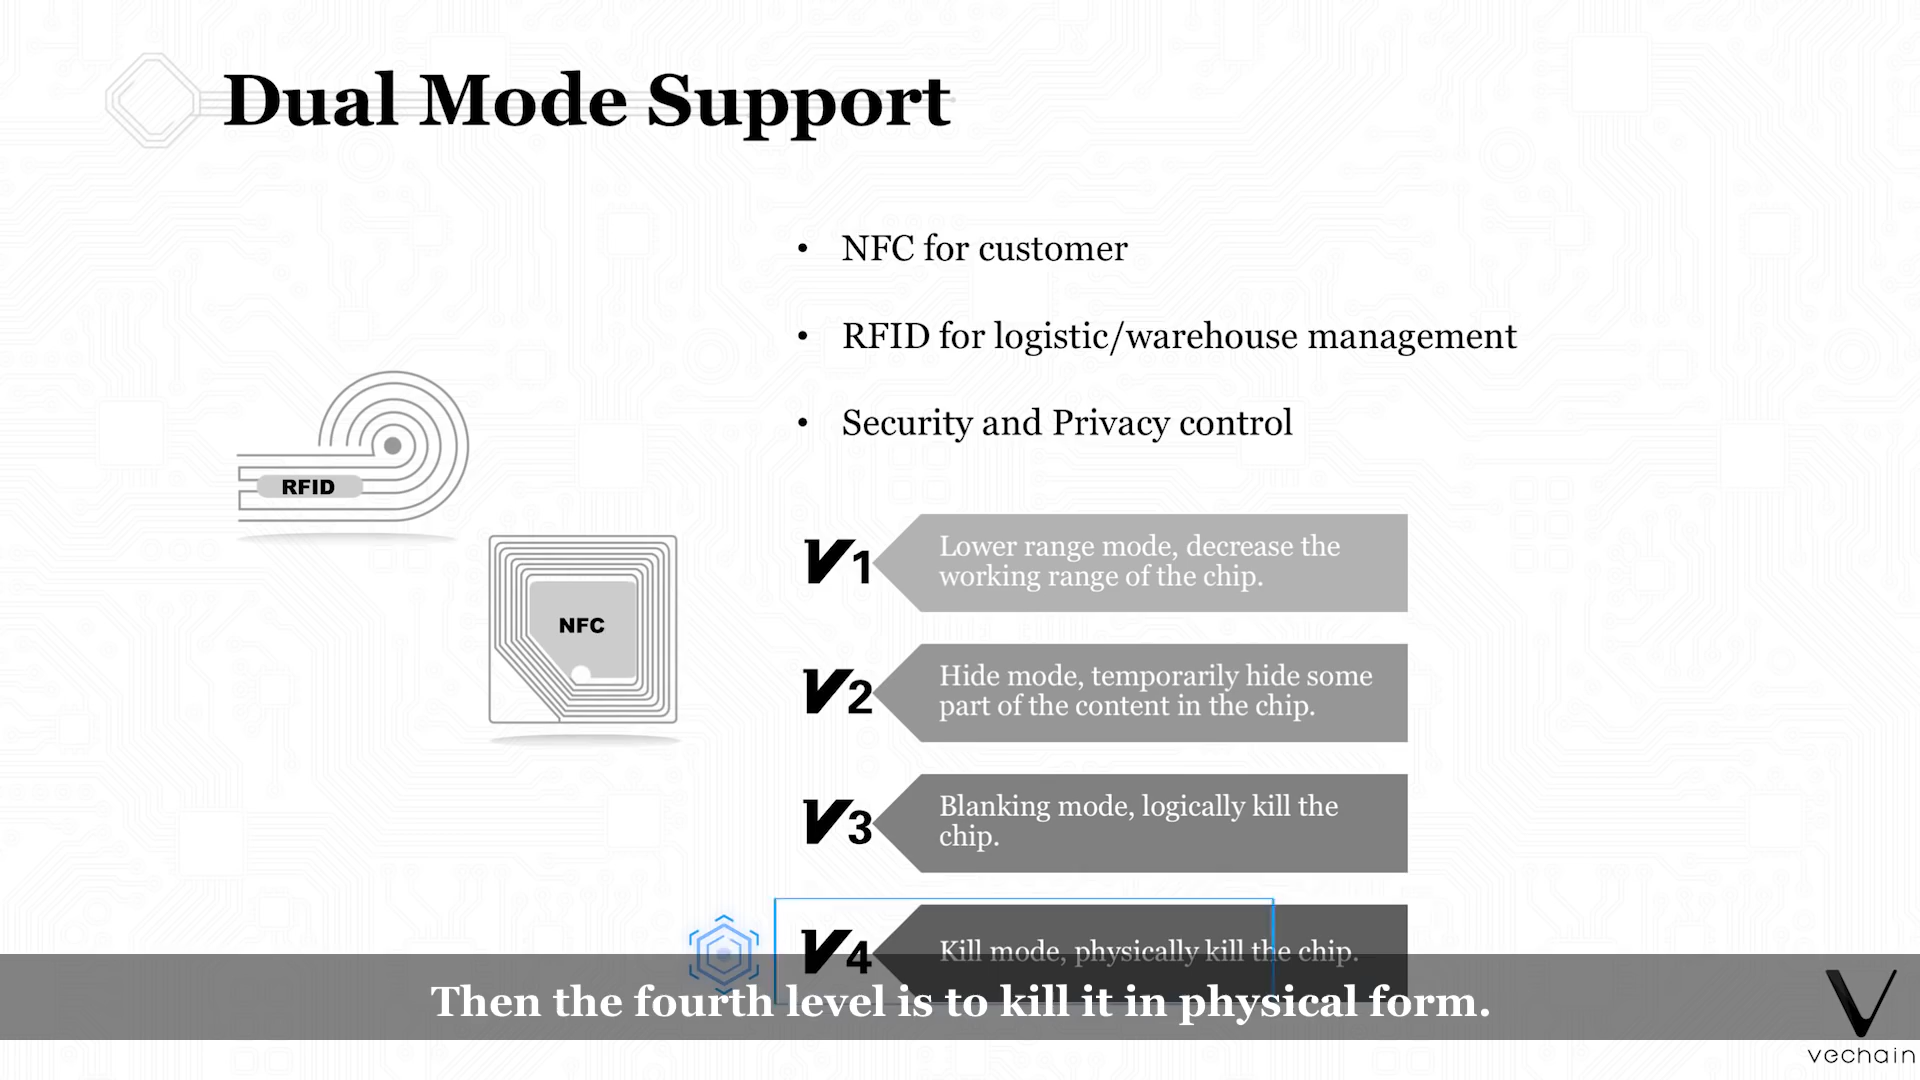 Dual Mode Support
• NFC for customer
• RFID for logistic/warehouse management
• Security and Privacy control
RFID
NFC
V1
Lower range mode, decrease the
working range of the chip.
V2
Hide mode, temporarily hide some
part of the content in the chip.
V3
Blanking mode, logically kill the
chip.
V4
Kill mode, physically kill the chip.
Then the fourth level is to kill it in physical form.
vechain